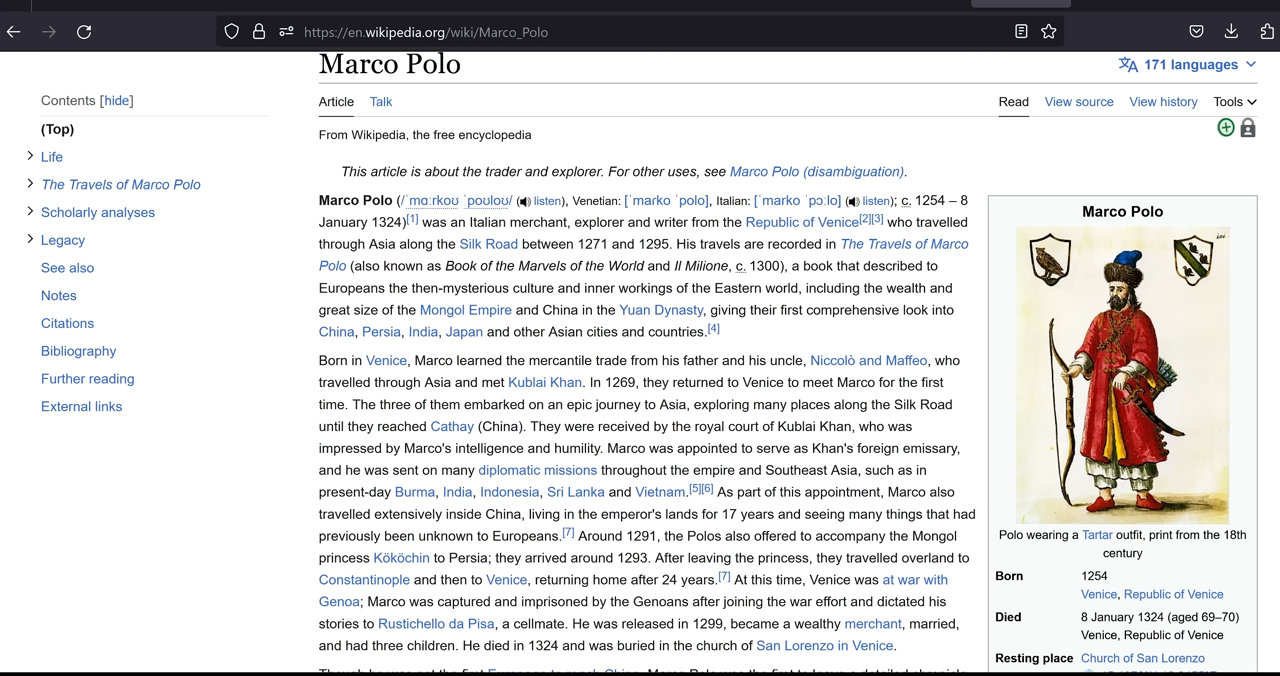 https://en.wikipedia.org/wiki/Marco_Polo
Marco Polo
171 languages
Contents [hide]
(Top)
Life
The Travels of Marco Polo
Scholarly analyses
Legacy
See also
Notes
Citations
Bibliography
Further reading
External links
Article Talk
Read View source View history Tools
From Wikipedia, the free encyclopedia
This article is about the trader and explorer. For other uses, see Marco Polo (disambiguation).
Marco Polo (/ˈmɑːrkoʊ ˈpoʊloʊ/ (listen), Venetian: [ˈmaɾko ˈpolo], Italian: [ˈmarko ˈpɔːlo] (listen); c. 1254 – 8
January 1324)[1] was an Italian merchant, explorer and writer from the Republic of Venice[2][3] who travelled
through Asia along the Silk Road between 1271 and 1295. His travels are recorded in The Travels of Marco
Polo (also known as Book of the Marvels of the World and Il Milione, c. 1300), a book that described to
Europeans the then-mysterious culture and inner workings of the Eastern world, including the wealth and
great size of the Mongol Empire and China in the Yuan Dynasty, giving their first comprehensive look into
China, Persia, India, Japan and other Asian cities and countries.[4]
Born in Venice, Marco learned the mercantile trade from his father and his uncle, Niccolò and Maffeo, who
travelled through Asia and met Kublai Khan. In 1269, they returned to Venice to meet Marco for the first
time. The three of them embarked on an epic journey to Asia, exploring many places along the Silk Road
until they reached Cathay (China). They were received by the royal court of Kublai Khan, who was
impressed by Marco's intelligence and humility. Marco was appointed to serve as Khan's foreign emissary,
and he was sent on many diplomatic missions throughout the empire and Southeast Asia, such as in
present-day Burma, India, Indonesia, Sri Lanka and Vietnam.[5][6] As part of this appointment, Marco also
travelled extensively inside China, living in the emperor's lands for 17 years and seeing many things that had
previously been unknown to Europeans.[7] Around 1291, the Polos also offered to accompany the Mongol
princess Kököchin to Persia; they arrived around 1293. After leaving the princess, they travelled overland to
Constantinople and then to Venice, returning home after 24 years.[7] At this time, Venice was at war with
Genoa; Marco was captured and imprisoned by the Genoans after joining the war effort and dictated his
stories to Rustichello da Pisa, a cellmate. He was released in 1299, became a wealthy merchant, married,
and had three children. He died in 1324 and was buried in the church of San Lorenzo in Venice.
Though he was not the first European to reach China, Marco Polo was the first to leave a detailed chronicle
Marco Polo
Polo wearing a Tartar outfit, print from the 18th
century
Born 1254
Venice, Republic of Venice
Died 8 January 1324 (aged 69–70)
Venice, Republic of Venice
Resting place Church of San Lorenzo